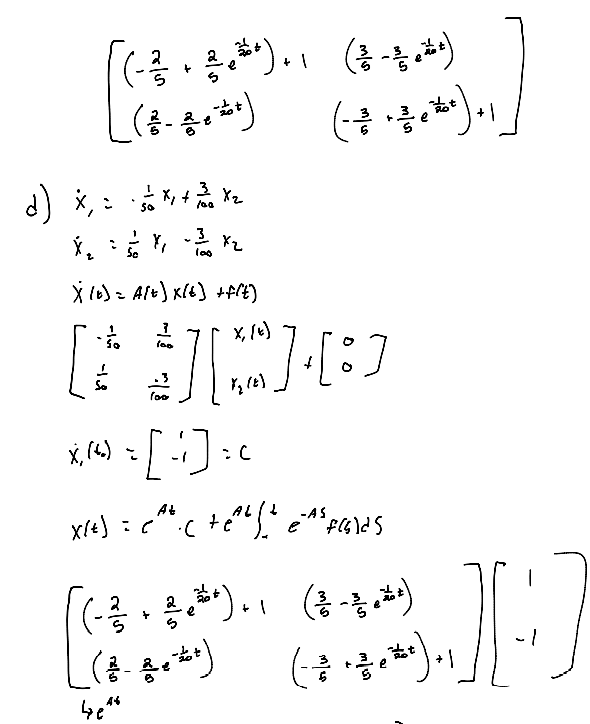 [ (-2/5 + 2/5 e^(-1/20 t)) + 1   (3/5 - 3/5 e^(-1/20 t)) ]
[ (2/5 - 2/5 e^(-1/20 t))   (-3/5 + 3/5 e^(-1/20 t)) + 1 ]
d) ẋ₁ = -1/50 x₁ + 3/100 x₂
ẋ₂ = 1/50 x₁ - 3/100 x₂
ẋ(t) = A(t) x(t) + f(t)
[ -1/50   3/100 ] [ x₁(t) ] + [ 0 ]
[ 1/50   -3/100 ] [ x₂(t) ]   [ 0 ]
ẋ₁(t₀) = [ 1 ; -1 ] = C
x(t) = e^(At) · C + e^(At) ∫^t e^(-AS) f(s) dS
[ (-2/5 + 2/5 e^(-1/20 t)) + 1   (3/5 - 3/5 e^(-1/20 t)) ] [ 1 ]
[ (2/5 - 2/5 e^(-1/20 t))   (-3/5 + 3/5 e^(-1/20 t)) + 1 ] [ -1 ]
↳ e^(At)